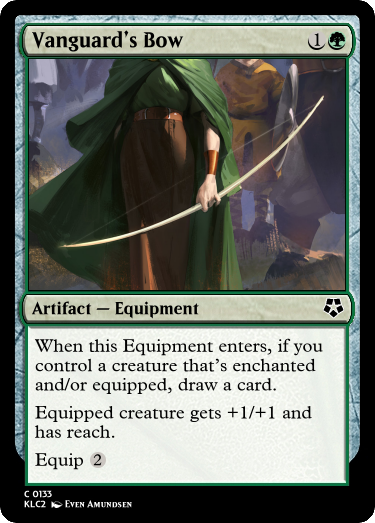 Vanguard's Bow 1
Artifact — Equipment
When this Equipment enters, if you
control a creature that's enchanted
and/or equipped, draw a card.
Equipped creature gets +1/+1 and
has reach.
Equip 2
C 0133
KLC2 Even Amundsen